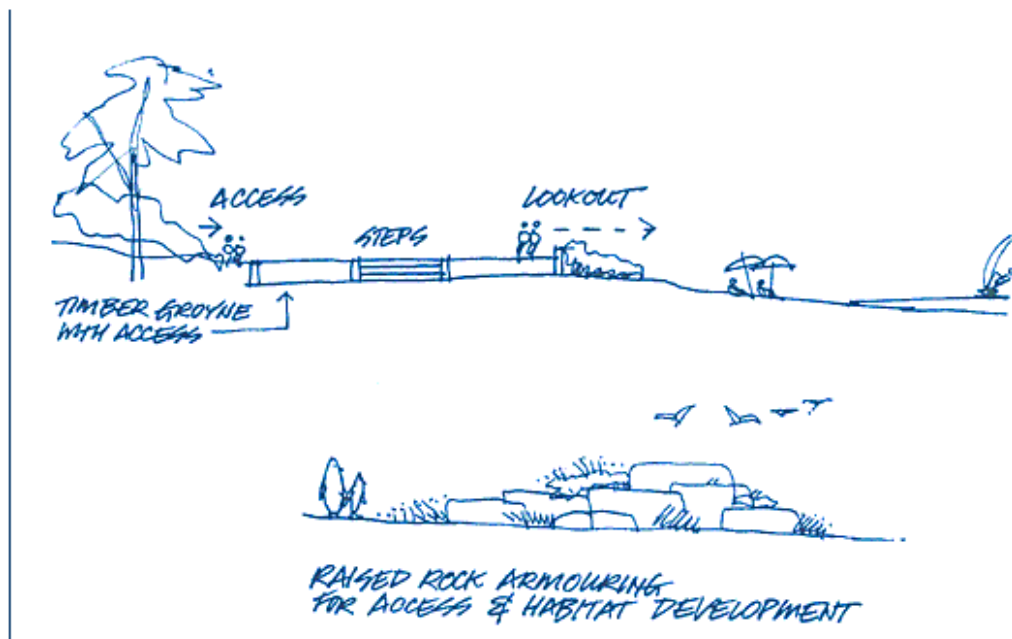 ACCESS
LOOKOUT
STEPS
TIMBER GROYNE
WITH ACCESS
RAISED ROCK ARMOURING
FOR ACCESS & HABITAT DEVELOPMENT